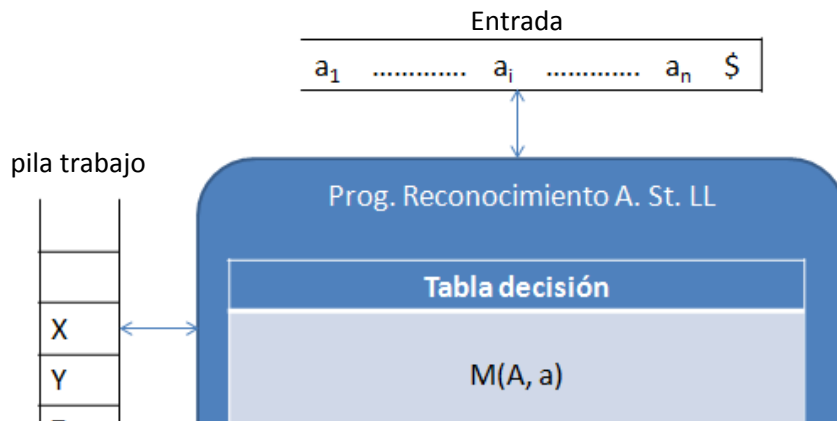 Entrada
a₁ ............. aᵢ ............. aₙ $
pila trabajo
Prog. Reconocimiento A. St. LL
Tabla decisión
X
M(A, a)
Y